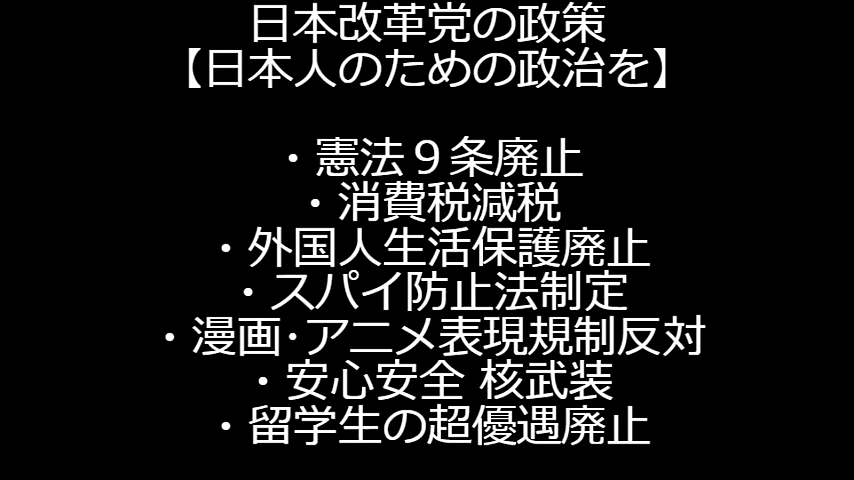 日本改革党の政策
【日本人のための政治を】
・憲法９条廃止
・消費税減税
・外国人生活保護廃止
・スパイ防止法制定
・漫画･アニメ表現規制反対
・安心安全 核武装
・留学生の超優遇廃止